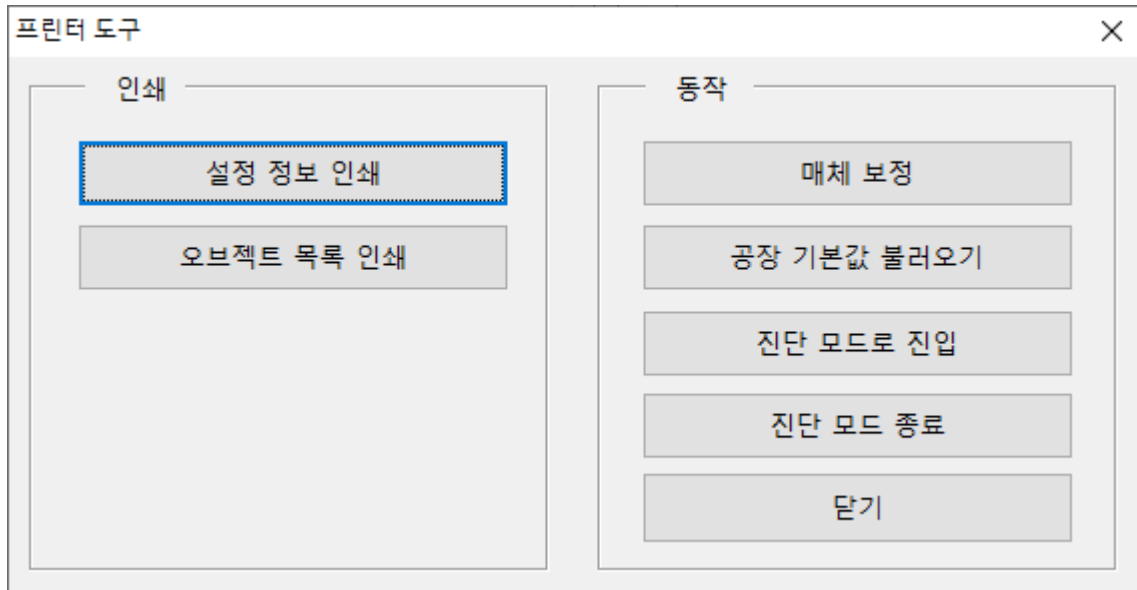 프린터 도구
인쇄
설정 정보 인쇄
오브젝트 목록 인쇄
동작
매체 보정
공장 기본값 불러오기
진단 모드로 진입
진단 모드 종료
닫기